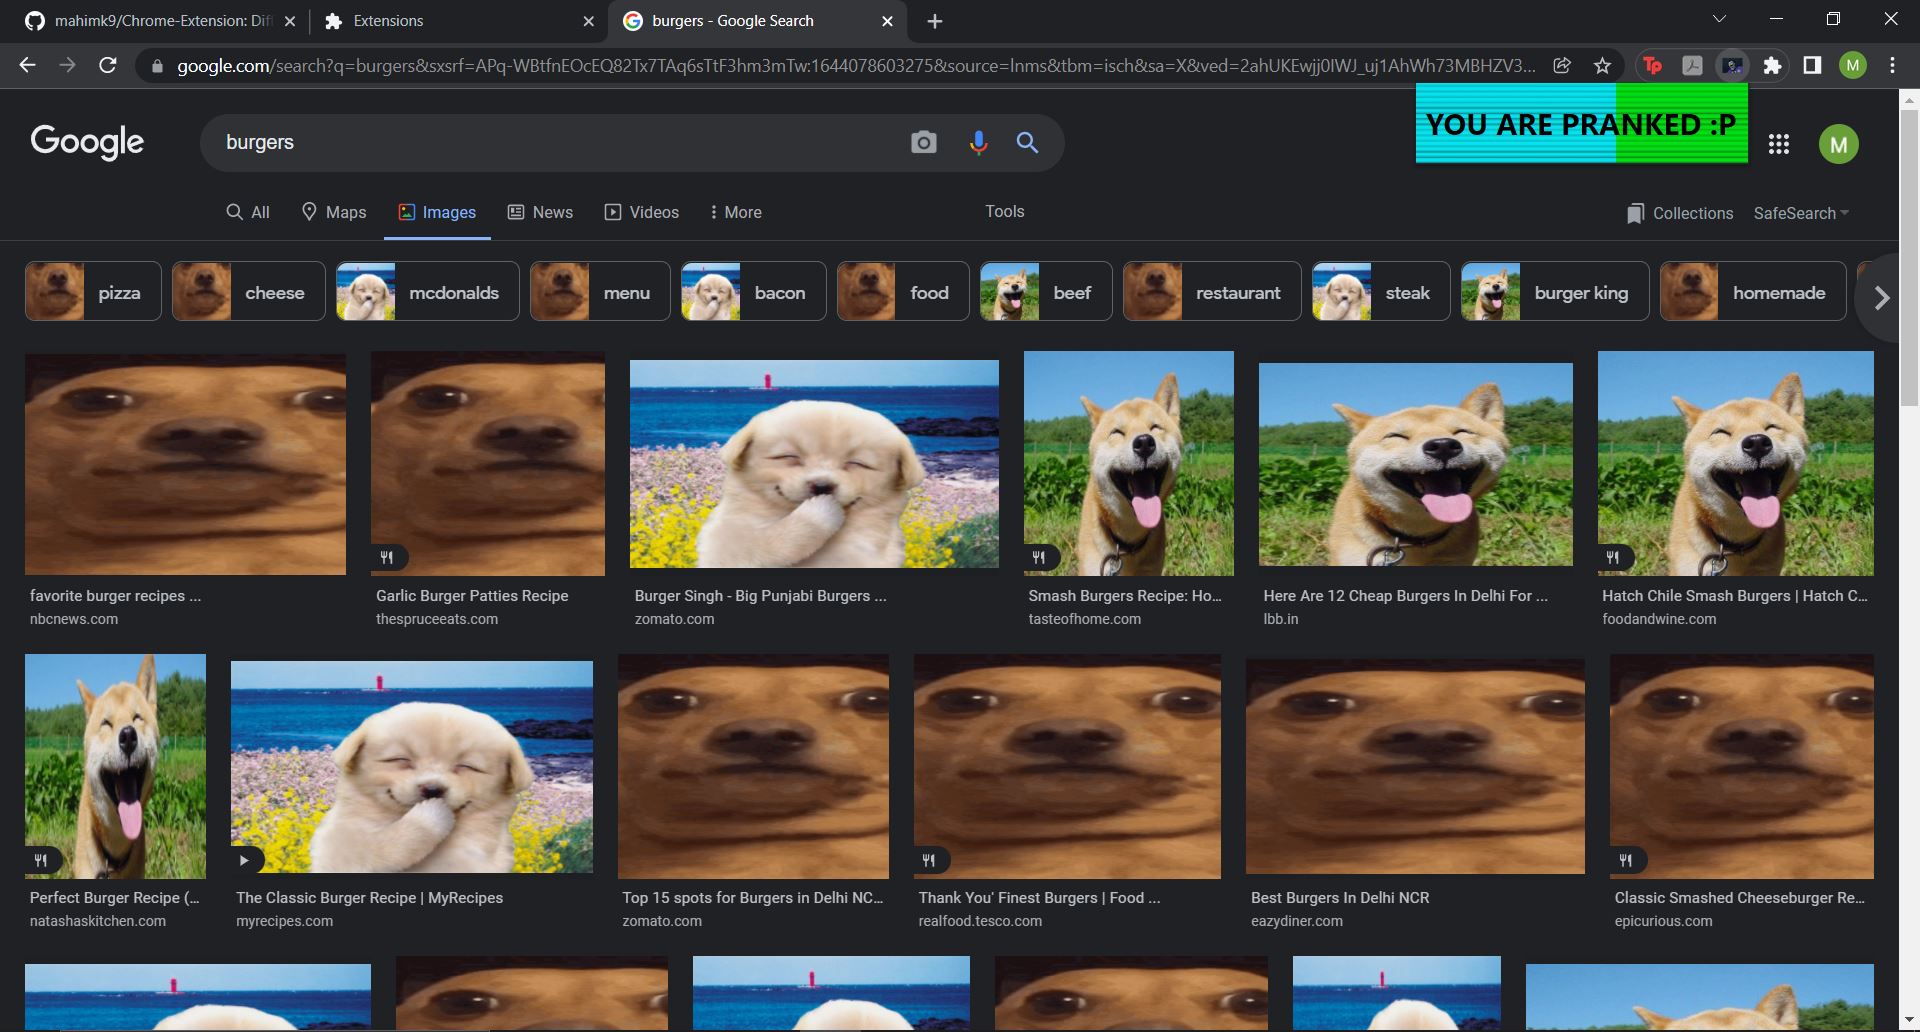 mahimk9/Chrome-Extension: Dif
Extensions
burgers - Google Search
google.com/search?q=burgers&sxsrf=APq-WBtfnEOcEQ82Tx7TAq6sTtF3hm3mTw:1644078603275&source=lnms&tbm=isch&sa=X&ved=2ahUKEwjj0IWJ_uj1AhWh73MBHZV3...
Tp
M
YOU ARE PRANKED :P
Google
burgers
M
All
Maps
Images
News
Videos
More
Tools
Collections
SafeSearch
pizza
cheese
mcdonalds
menu
bacon
food
beef
restaurant
steak
burger king
homemade
favorite burger recipes ...
nbcnews.com
Garlic Burger Patties Recipe
thespruceeats.com
Burger Singh - Big Punjabi Burgers ...
zomato.com
Smash Burgers Recipe: Ho...
tasteofhome.com
Here Are 12 Cheap Burgers In Delhi For ...
lbb.in
Hatch Chile Smash Burgers | Hatch C...
foodandwine.com
Perfect Burger Recipe (...
natashaskitchen.com
The Classic Burger Recipe | MyRecipes
myrecipes.com
Top 15 spots for Burgers in Delhi NC...
zomato.com
Thank You' Finest Burgers | Food ...
realfood.tesco.com
Best Burgers In Delhi NCR
eazydiner.com
Classic Smashed Cheeseburger Re...
epicurious.com